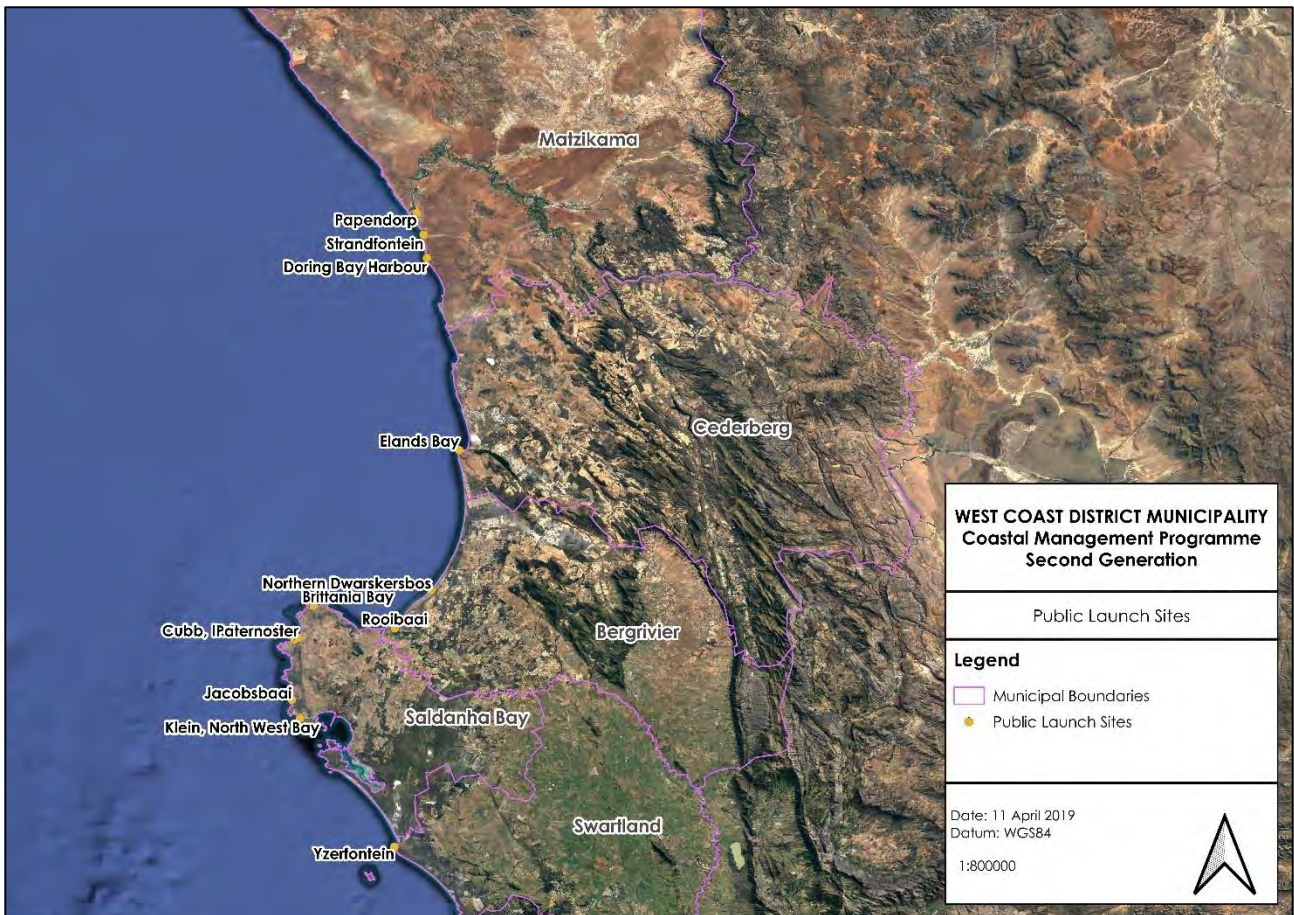 Matzikama
Papendorp
Strandfontein
Doring Bay Harbour
Elands Bay
Cederberg
Northern Dwarskersbos
Brittania Bay
Rooibaai
Cubb, IPaternoster
Bergrivier
Jacobsbaai
Saldanha Bay
Klein, North West Bay
Swartland
Yzerfontein
WEST COAST DISTRICT MUNICIPALITY
Coastal Management Programme
Second Generation
Public Launch Sites
Legend
Municipal Boundaries
Public Launch Sites
Date: 11 April 2019
Datum: WGS84
1:800000